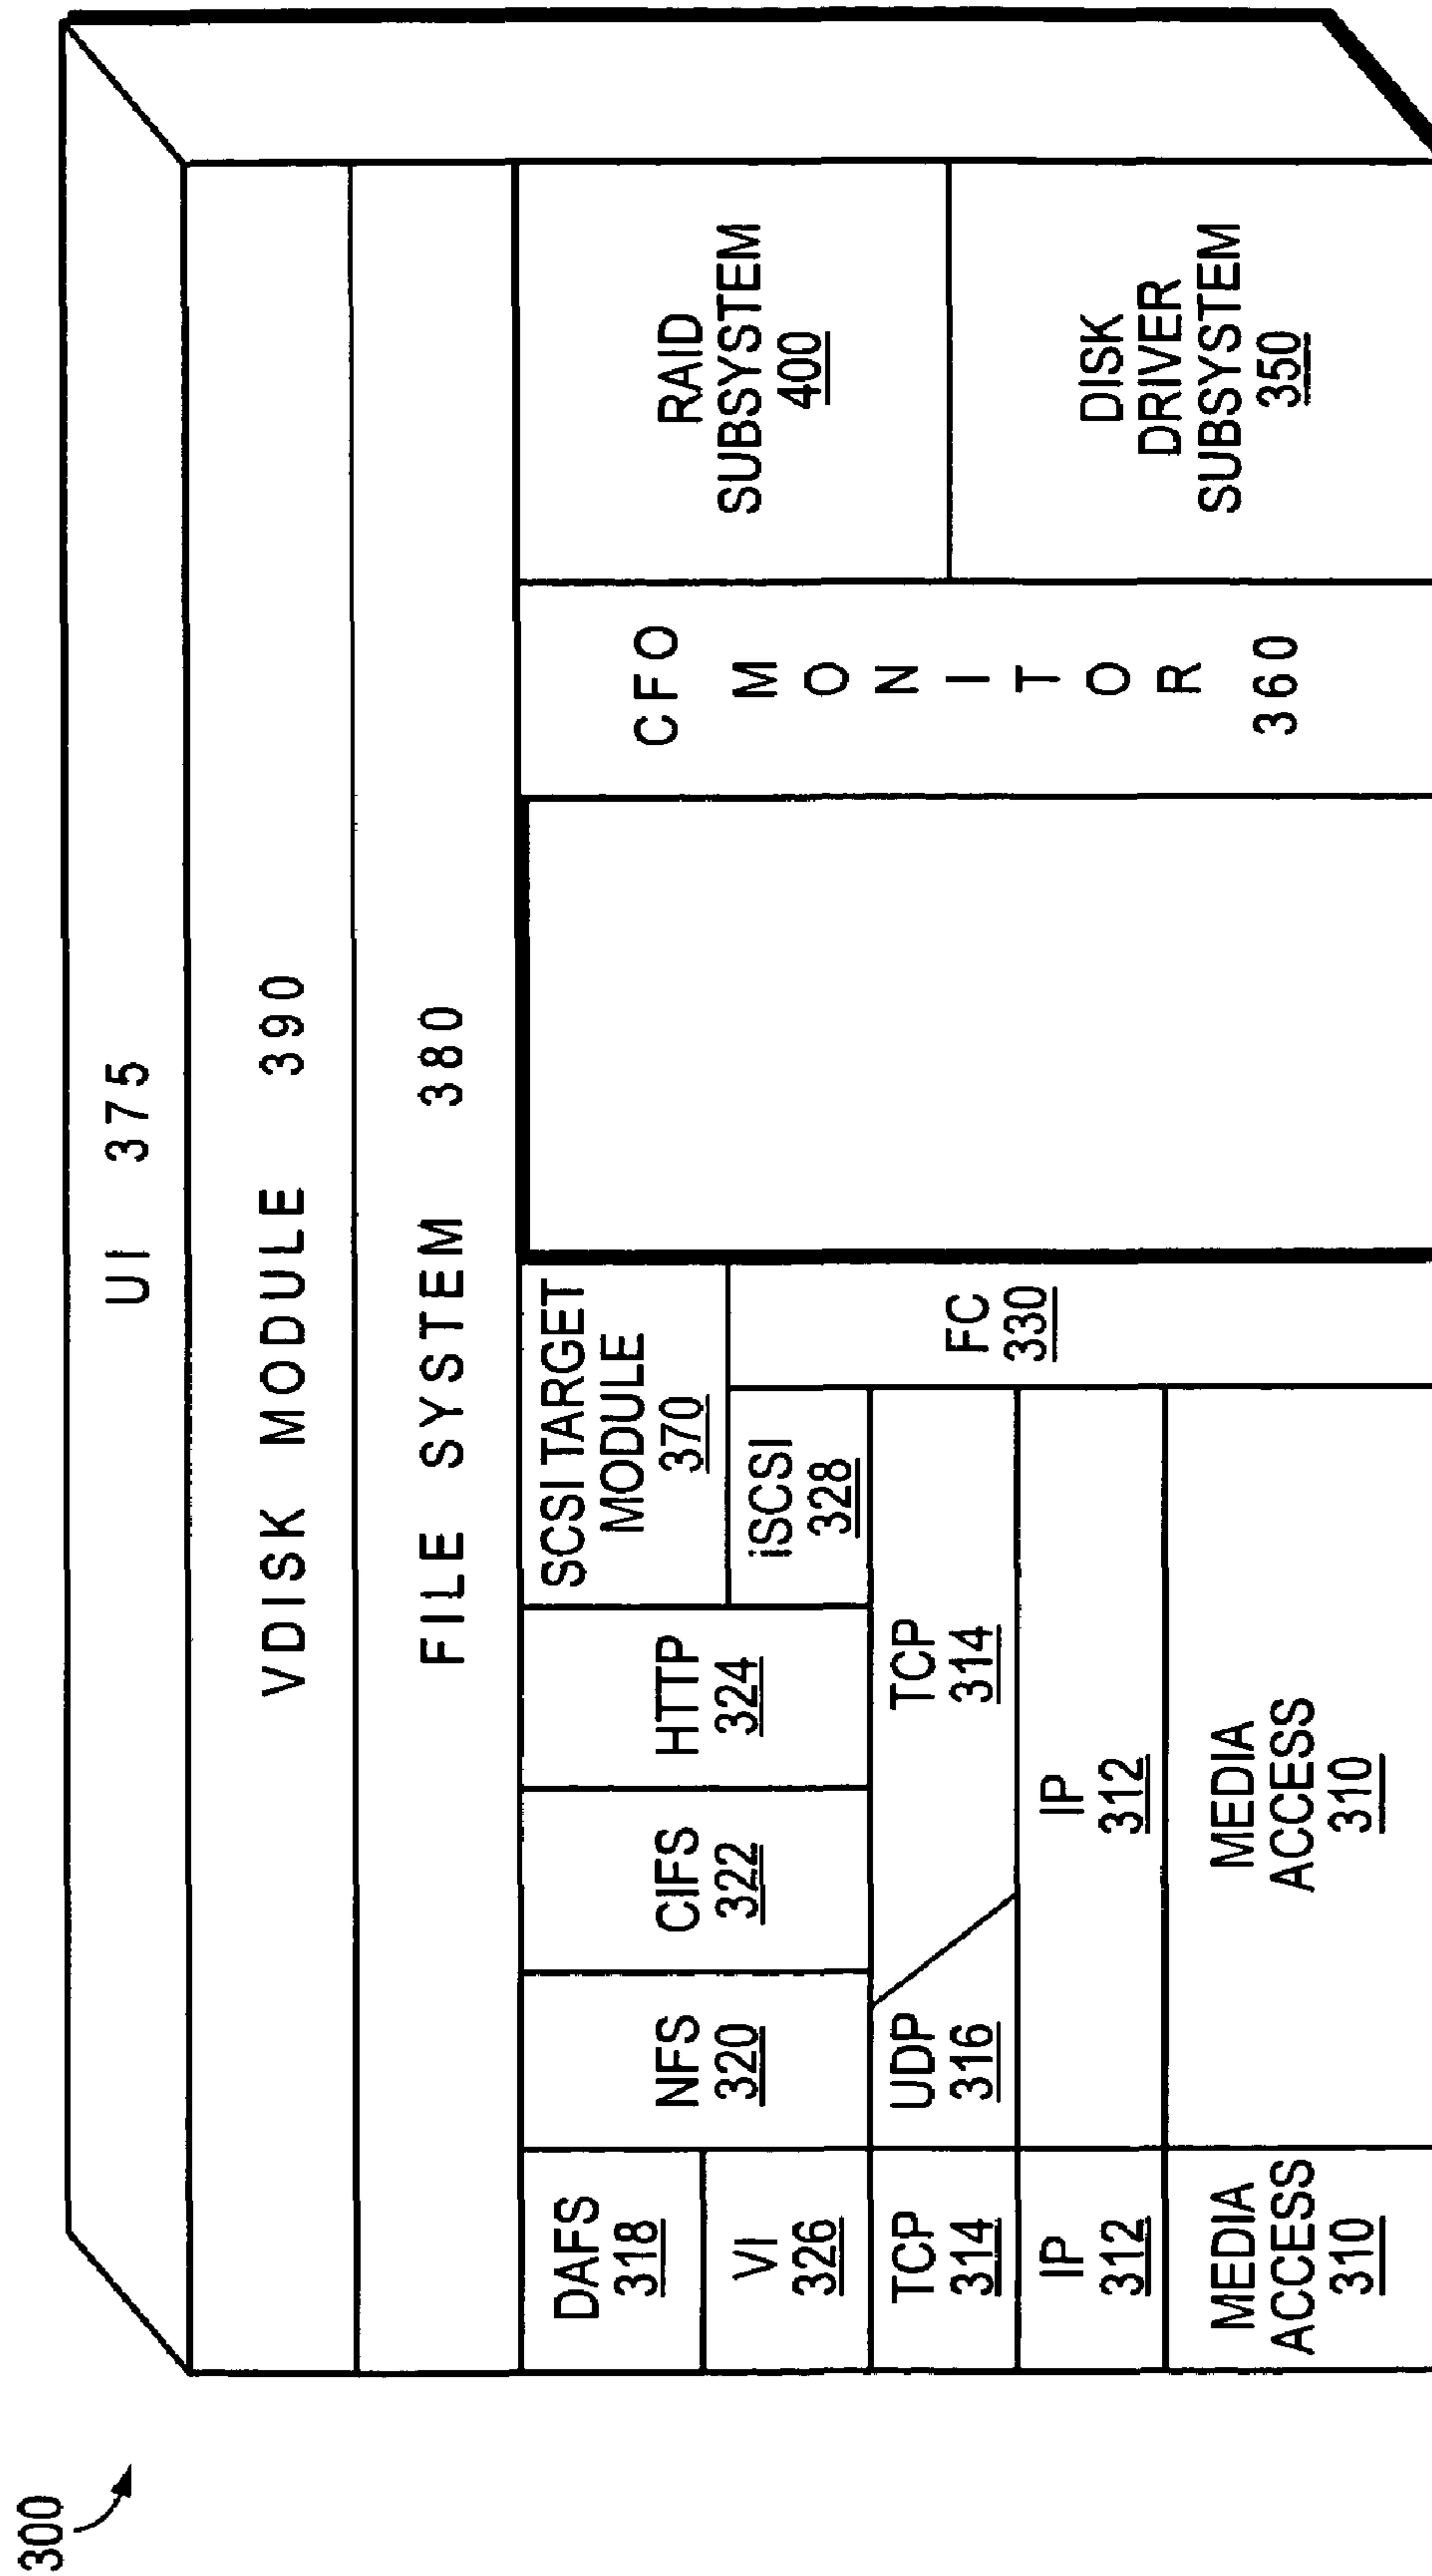 300
UI 375
VDISK MODULE 390
FILE SYSTEM 380
DAFS
318
VI
326
TCP
314
IP
312
MEDIA
ACCESS
310
NFS
320
CIFS
322
HTTP
324
SCSI TARGET
MODULE
370
iSCSI
328
FC
330
UDP
316
TCP
314
IP
312
MEDIA
ACCESS
310
CFO
M
O
N
I
T
O
R
360
RAID
SUBSYSTEM
400
DISK
DRIVER
SUBSYSTEM
350